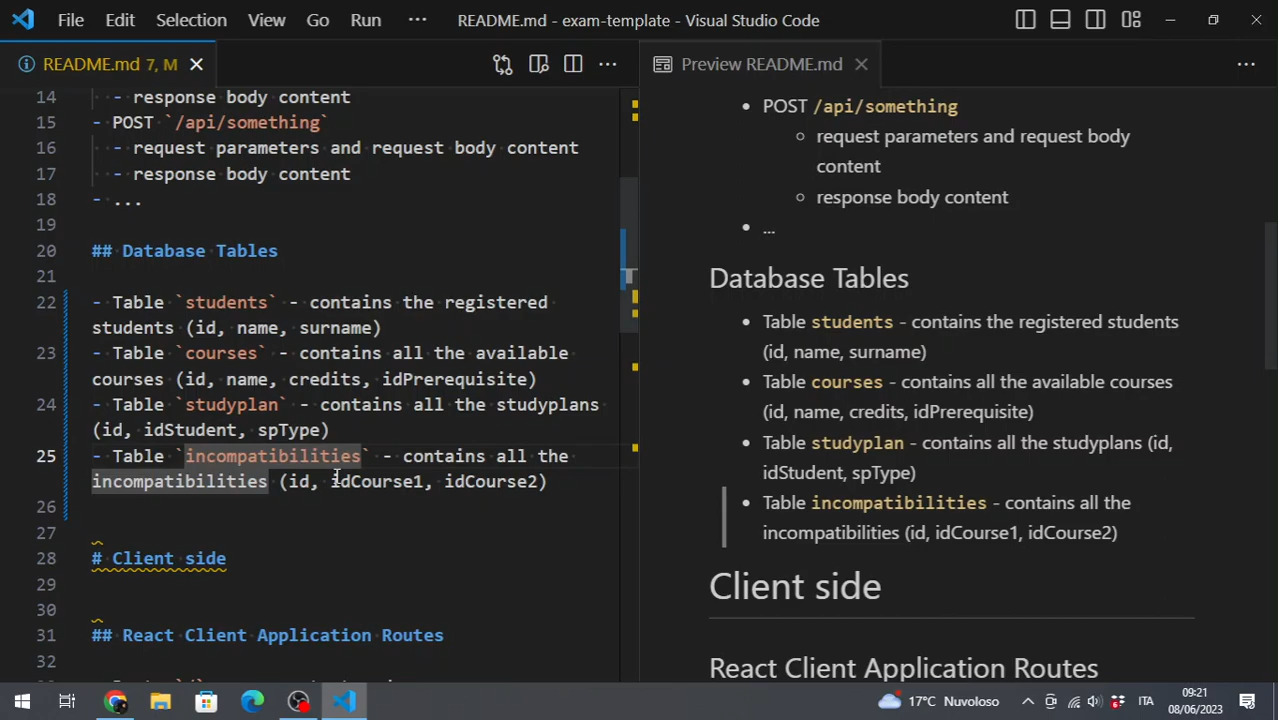 File Edit Selection View Go Run ··· README.md - exam-template - Visual Studio Code
README.md 7, M
Preview README.md
14 - response body content
15 - POST `/api/something`
16 - request parameters and request body content
17 - response body content
18 - ...
19
20 ## Database Tables
21
22 - Table `students` - contains the registered
students (id, name, surname)
23 - Table `courses` - contains all the available
courses (id, name, credits, idPrerequisite)
24 - Table `studyplan` - contains all the studyplans
(id, idStudent, spType)
25 - Table `incompatibilities` - contains all the
incompatibilities (id, idCourse1, idCourse2)
26
27
28 # Client side
29
30
31 ## React Client Application Routes
32
• POST /api/something
request parameters and request body
content
response body content
• ...
Database Tables
• Table students - contains the registered students
(id, name, surname)
• Table courses - contains all the available courses
(id, name, credits, idPrerequisite)
• Table studyplan - contains all the studyplans (id,
idStudent, spType)
• Table incompatibilities - contains all the
incompatibilities (id, idCourse1, idCourse2)
Client side
React Client Application Routes
17°C Nuvoloso
ITA
09:21
08/06/2023